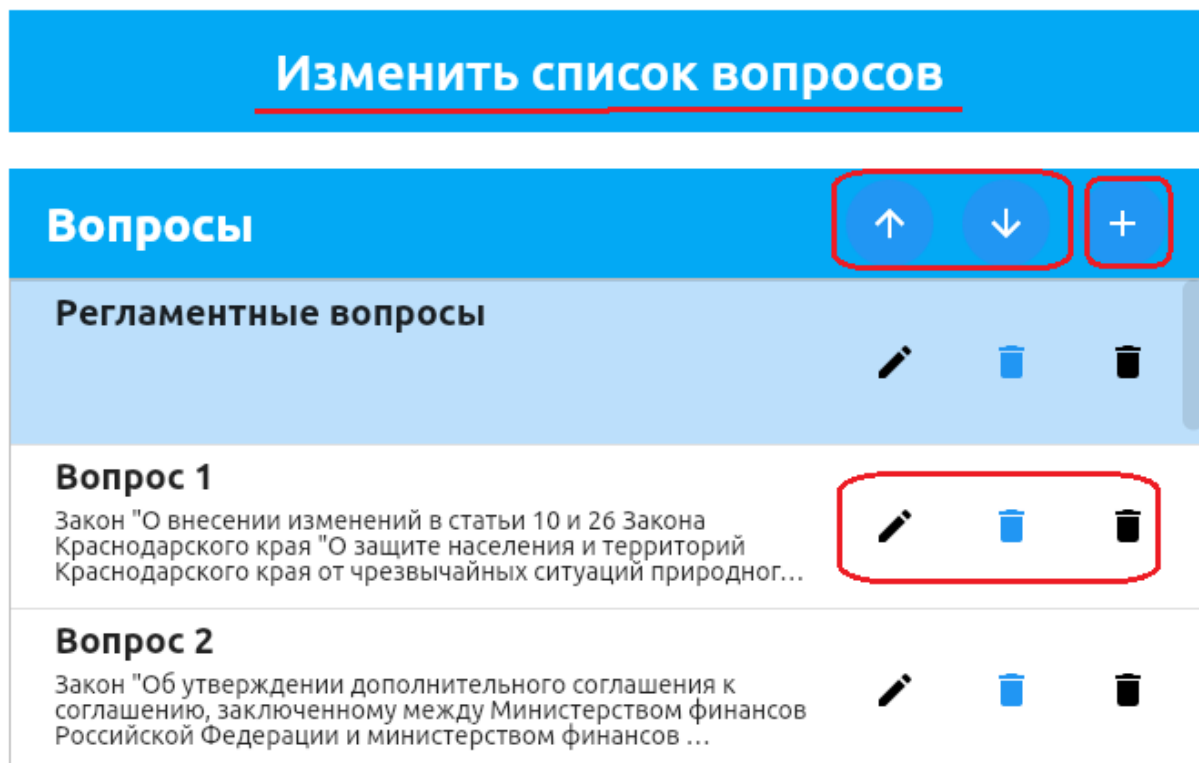 Изменить список вопросов
Вопросы
Регламентные вопросы
Вопрос 1
Закон "О внесении изменений в статьи 10 и 26 Закона
Краснодарского края "О защите населения и территорий
Краснодарского края от чрезвычайных ситуаций природног...
Вопрос 2
Закон "Об утверждении дополнительного соглашения к
соглашению, заключенному между Министерством финансов
Российской Федерации и министерством финансов ...